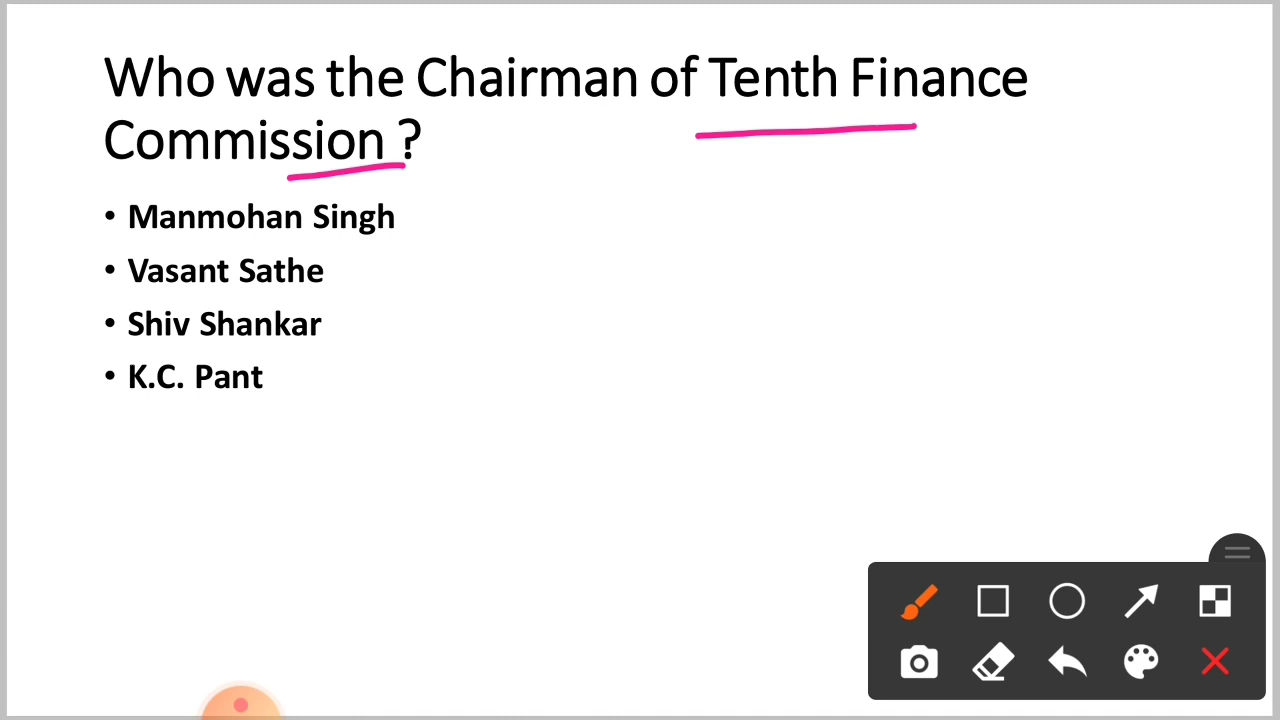 Who was the Chairman of Tenth Finance
Commission ?
• Manmohan Singh
• Vasant Sathe
• Shiv Shankar
• K.C. Pant